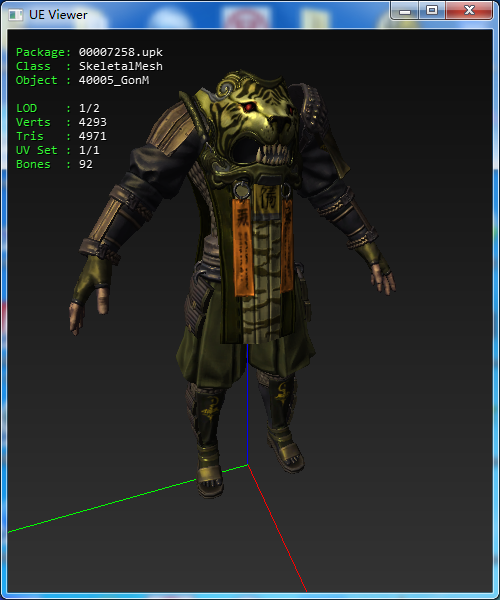 UE Viewer
Package: 00007258.upk
Class : SkeletalMesh
Object : 40005_GonM
LOD : 1/2
Verts : 4293
Tris : 4971
UV Set : 1/1
Bones : 92